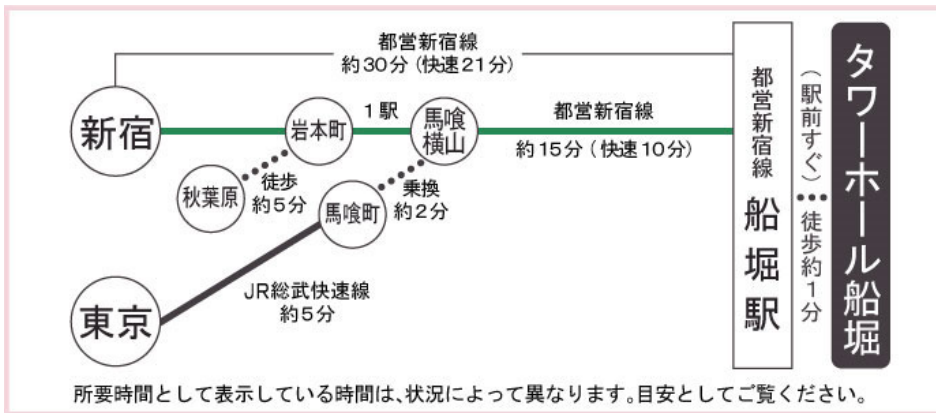 都営新宿線
約30分（快速21分）
新宿
岩本町
1駅
馬喰
横山
都営新宿線
約15分（快速10分）
秋葉原
徒歩
約5分
馬喰町
乗換
約2分
東京
JR総武快速線
約5分
都営新宿線 船堀駅
（駅前すぐ）
徒歩約1分
タワーホール船堀
所要時間として表示している時間は、状況によって異なります。目安としてご覧ください。